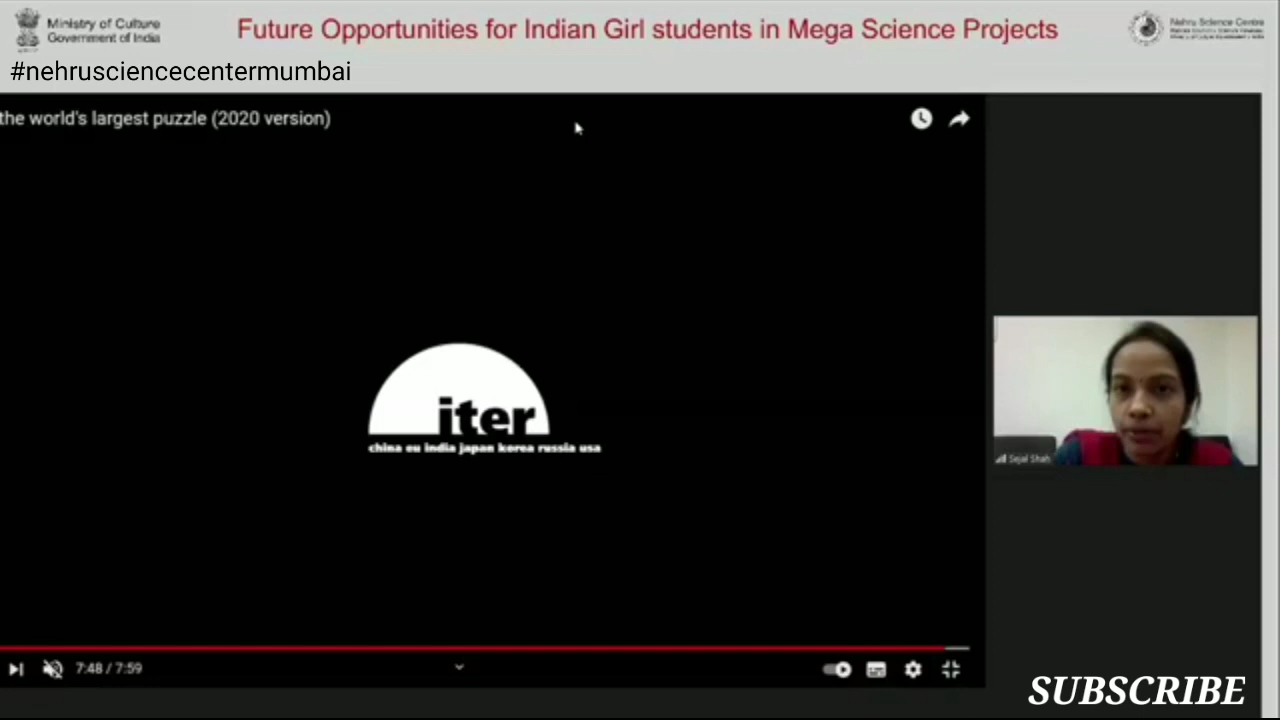 Ministry of Culture
Government of India
Future Opportunities for Indian Girl students in Mega Science Projects
Nehru Science Centre
#nehrusciencecentermumbai
the world's largest puzzle (2020 version)
iter
china eu india japan korea russia usa
Sejal Shah
7:48 / 7:59
SUBSCRIBE